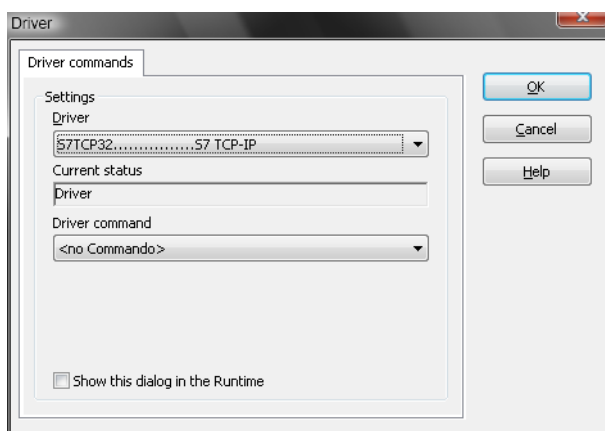 Driver
Driver commands
Settings
Driver
S7TCP32................S7 TCP-IP
Current status
Driver
Driver command
<no Commando>
Show this dialog in the Runtime
OK
Cancel
Help